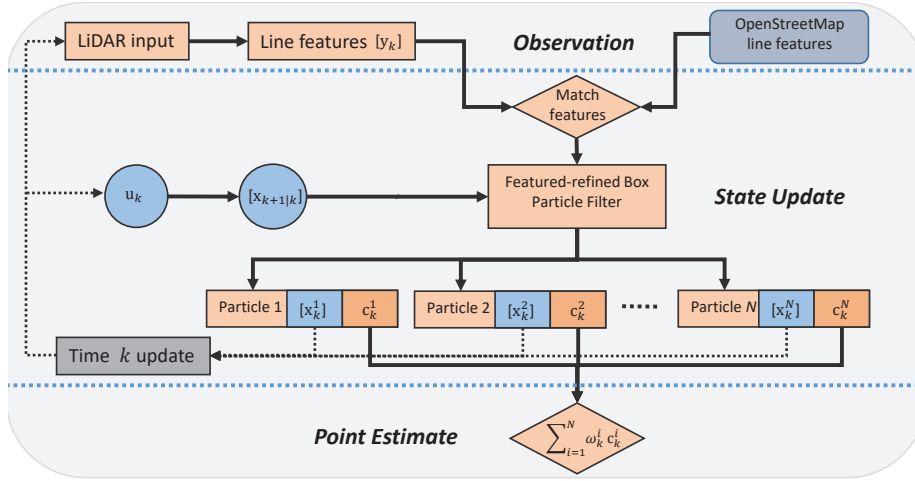 LiDAR input
Line features [y_k]
Observation
OpenStreetMap
line features
Match
features
u_k
[x_{k+1|k}]
Featured-refined Box
Particle Filter
State Update
Particle 1 [x_k^1] c_k^1
Particle 2 [x_k^2] c_k^2
Particle N [x_k^N] c_k^N
Time k update
Point Estimate
∑_{i=1}^N ω_k^i c_k^i